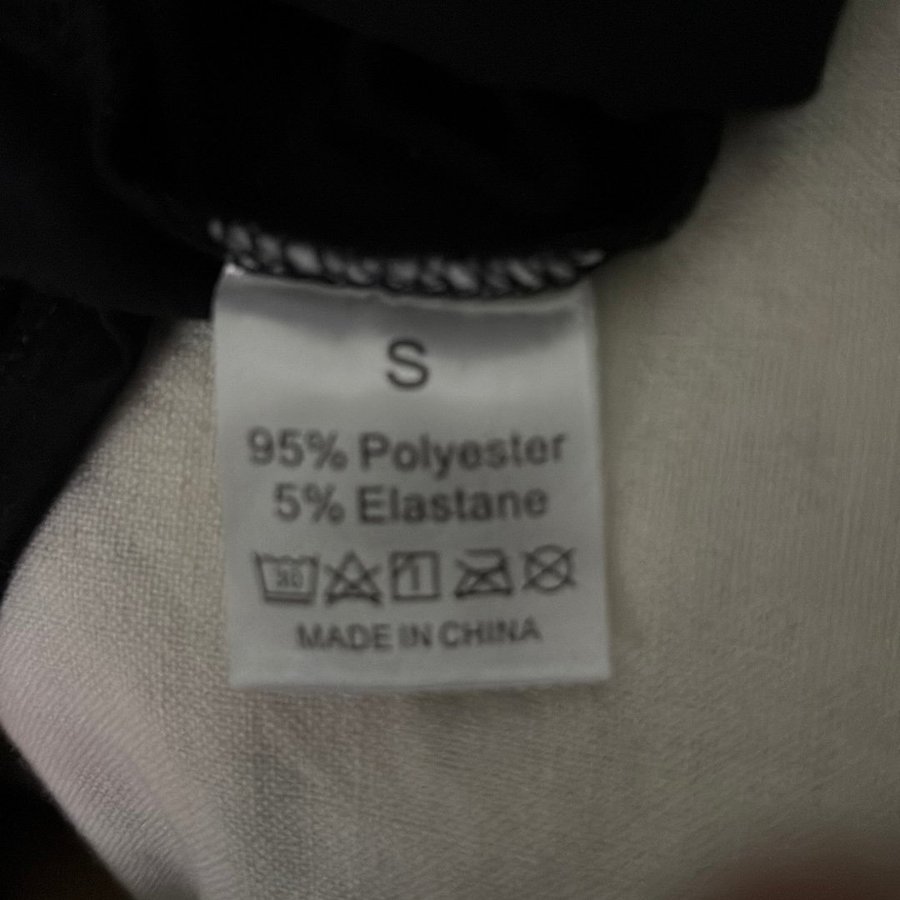 S
95% Polyester
5% Elastane
MADE IN CHINA